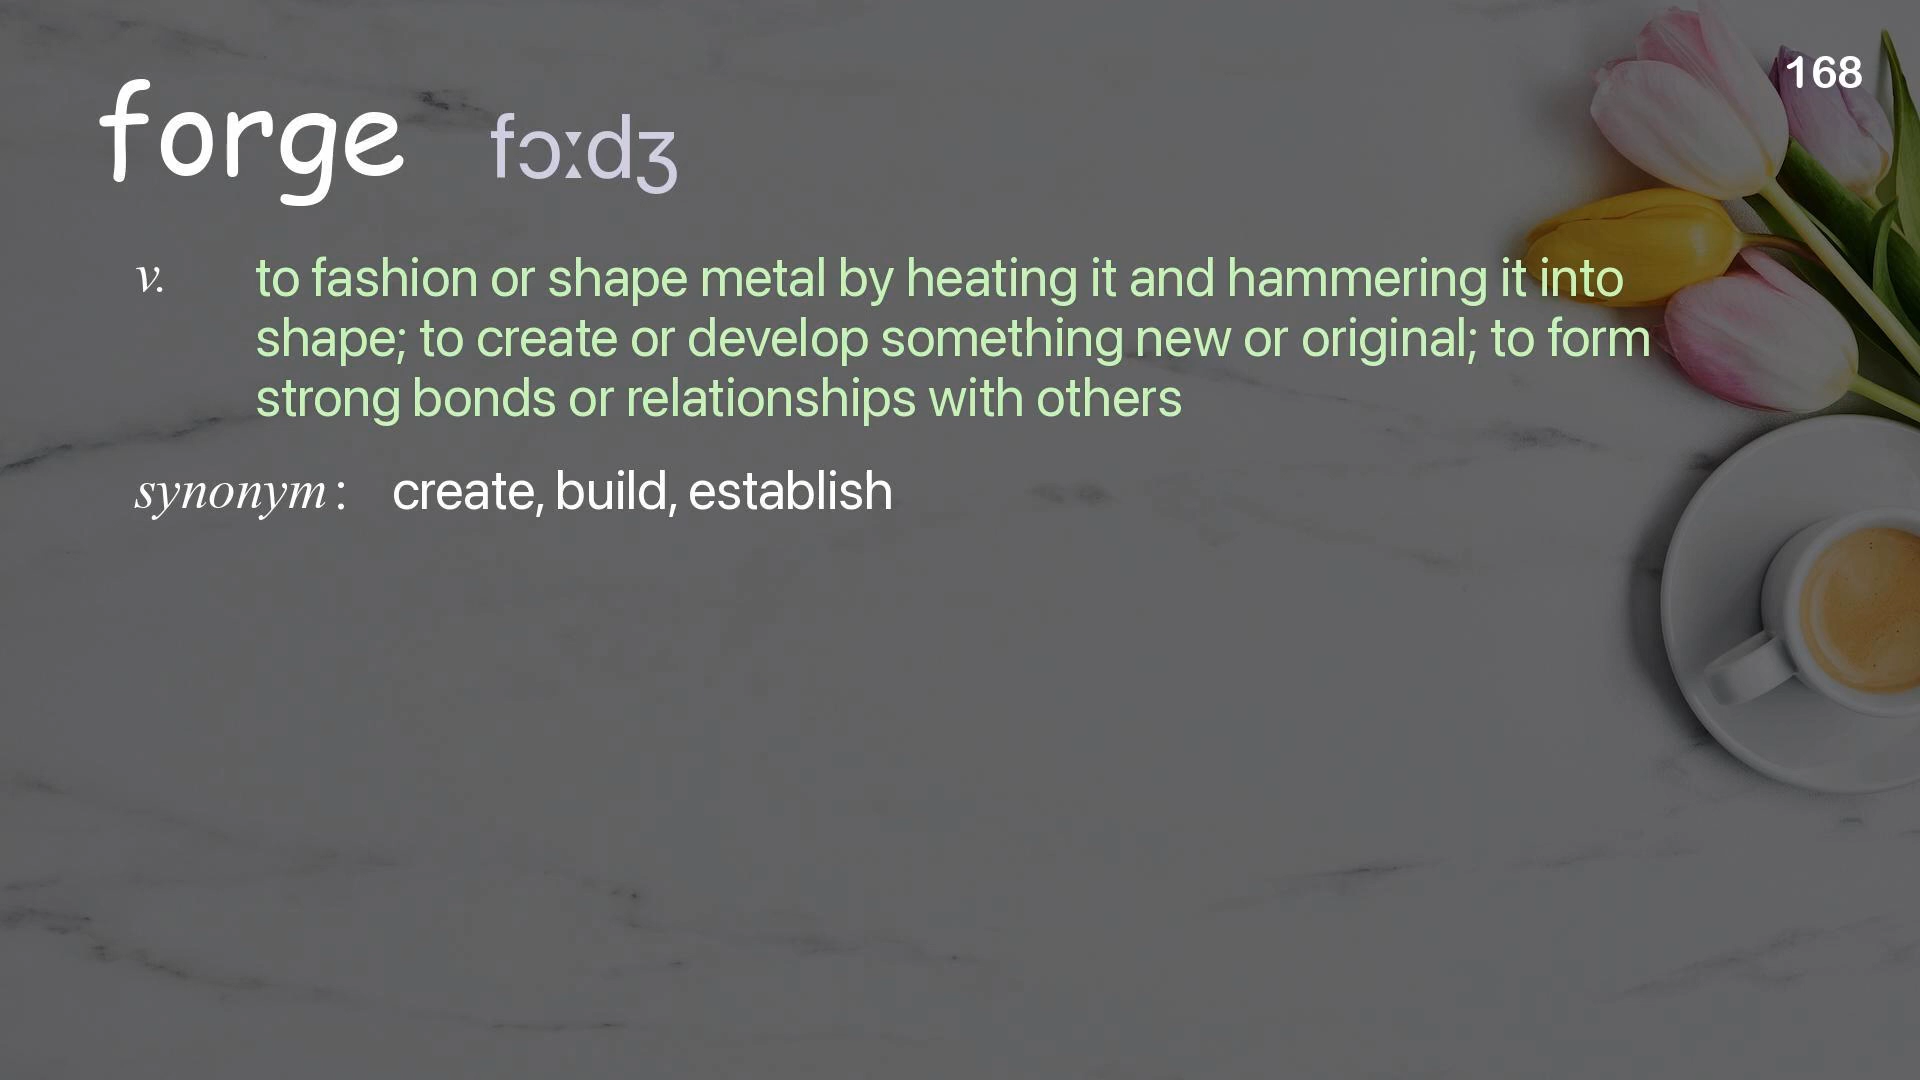 168
forge fɔːdʒ
v. to fashion or shape metal by heating it and hammering it into
shape; to create or develop something new or original; to form
strong bonds or relationships with others
synonym : create, build, establish